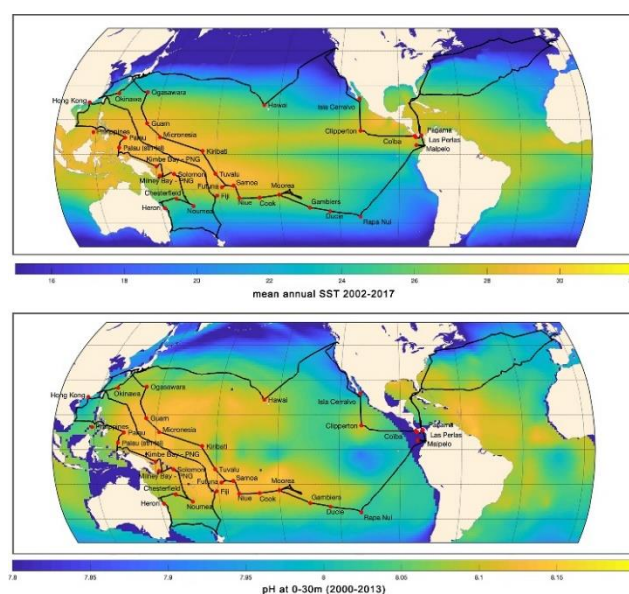 Hong Kong
Okinawa
Ogasawara
Hawai
Isla Cerralvo
Philippines
Guam
Palau
Micronesia
Clipperton
Coiba
Panama
Las Perlas
Malpelo
Palau
Kimbe Bay - PNG
Kiribati
Milney Bay - PNG
Solomon
Tuvalu
Futuna
Samoa
Chesterfield
Fiji
Moorea
Heron
Noumea
Niue
Cook
Gambiers
Ducie
Rapa Nui
16 18 20 22 24 26 28 30 32
mean annual SST 2002-2017
Hong Kong
Okinawa
Ogasawara
Hawai
Isla Cerralvo
Philippines
Guam
Palau
Micronesia
Clipperton
Coiba
Panama
Las Perlas
Malpelo
Palau
Kimbe Bay - PNG
Kiribati
Milney Bay - PNG
Solomon
Tuvalu
Futuna
Samoa
Chesterfield
Fiji
Moorea
Heron
Noumea
Niue
Cook
Gambiers
Ducie
Rapa Nui
7.8 7.85 7.9 7.95 8 8.05 8.1 8.15
pH at 0-30m (2000-2013)